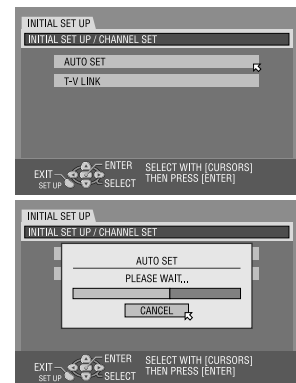 INITIAL SET UP
INITIAL SET UP / CHANNEL SET
AUTO SET
T-V LINK
EXIT
SET UP
ENTER
SELECT
SELECT WITH [CURSORS]
THEN PRESS [ENTER]
INITIAL SET UP
INITIAL SET UP / CHANNEL SET
AUTO SET
PLEASE WAIT...
CANCEL
EXIT
SET UP
ENTER
SELECT
SELECT WITH [CURSORS]
THEN PRESS [ENTER]